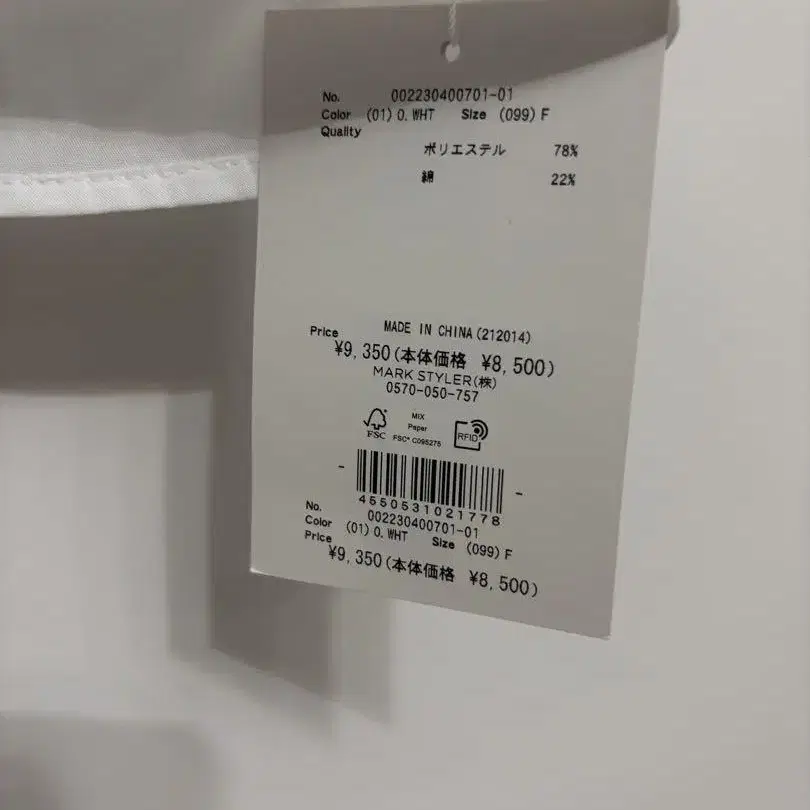 No. 002230400701-01
Color (01) O.WHT Size (099) F
Quality
ポリエステル 78%
綿 22%
MADE IN CHINA(212014)
Price ¥9,350(本体価格 ¥8,500)
MARK STYLER(株)
0570-050-757
MIX
Paper
FSC FSC® C095275
RFID
4550531021778
No. 002230400701-01
Color (01) O.WHT Size (099) F
Price ¥9,350(本体価格 ¥8,500)